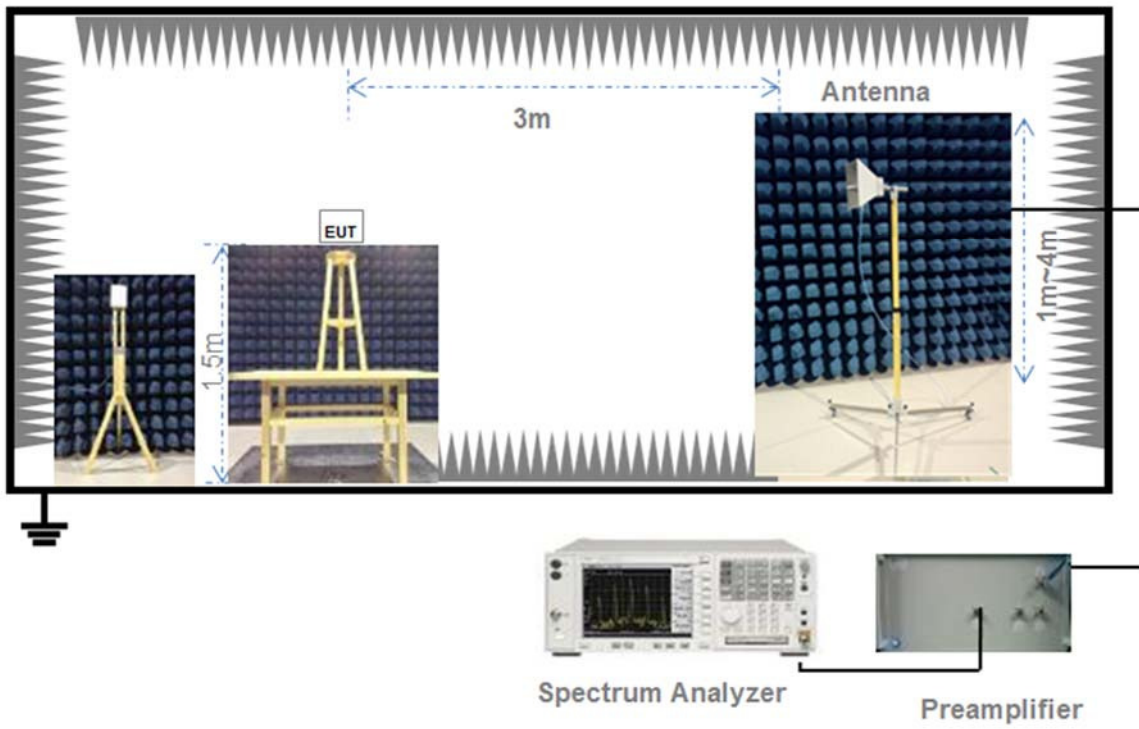 Antenna
3m
EUT
1.5m
1m~4m
Spectrum Analyzer
Preamplifier